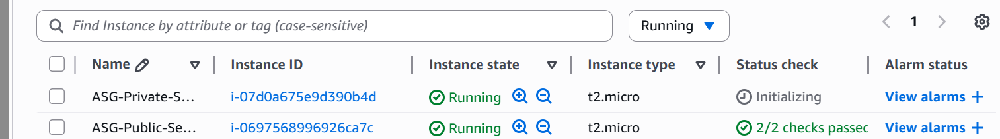 Find Instance by attribute or tag (case-sensitive) Running 1
Name Instance ID Instance state Instance type Status check Alarm status
ASG-Private-S... i-07d0a675e9d390b4d Running t2.micro Initializing View alarms +
ASG-Public-Se... i-0697568996926ca7c Running t2.micro 2/2 checks passed View alarms +